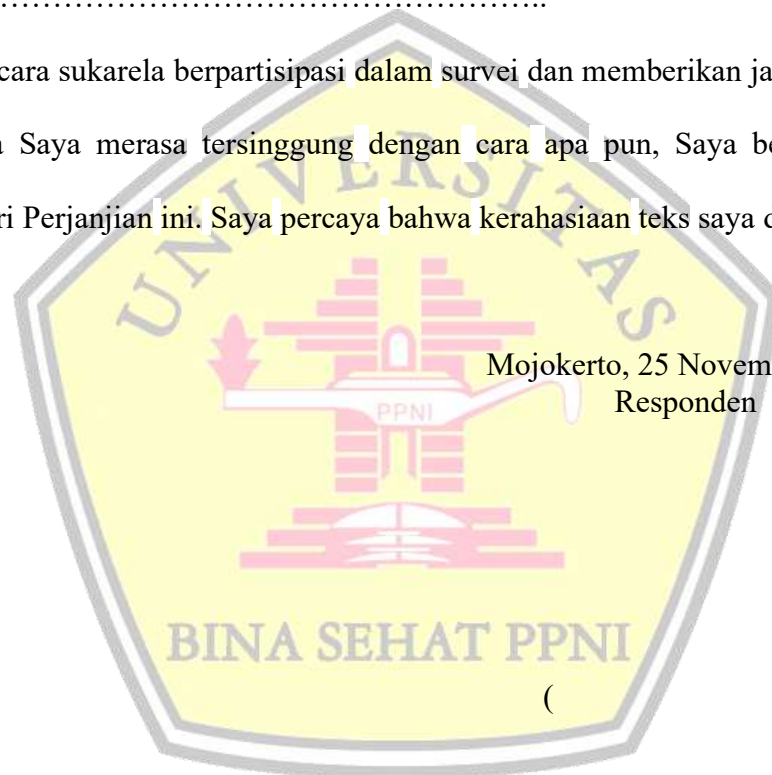 ……………………………………………..
cara sukarela berpartisipasi dalam survei dan memberikan ja
Saya merasa tersinggung dengan cara apa pun, Saya be
ri Perjanjian ini. Saya percaya bahwa kerahasiaan teks saya d
UNIVERSITAS
Mojokerto, 25 Novem
Responden
PPNI
BINA SEHAT PPNI
(